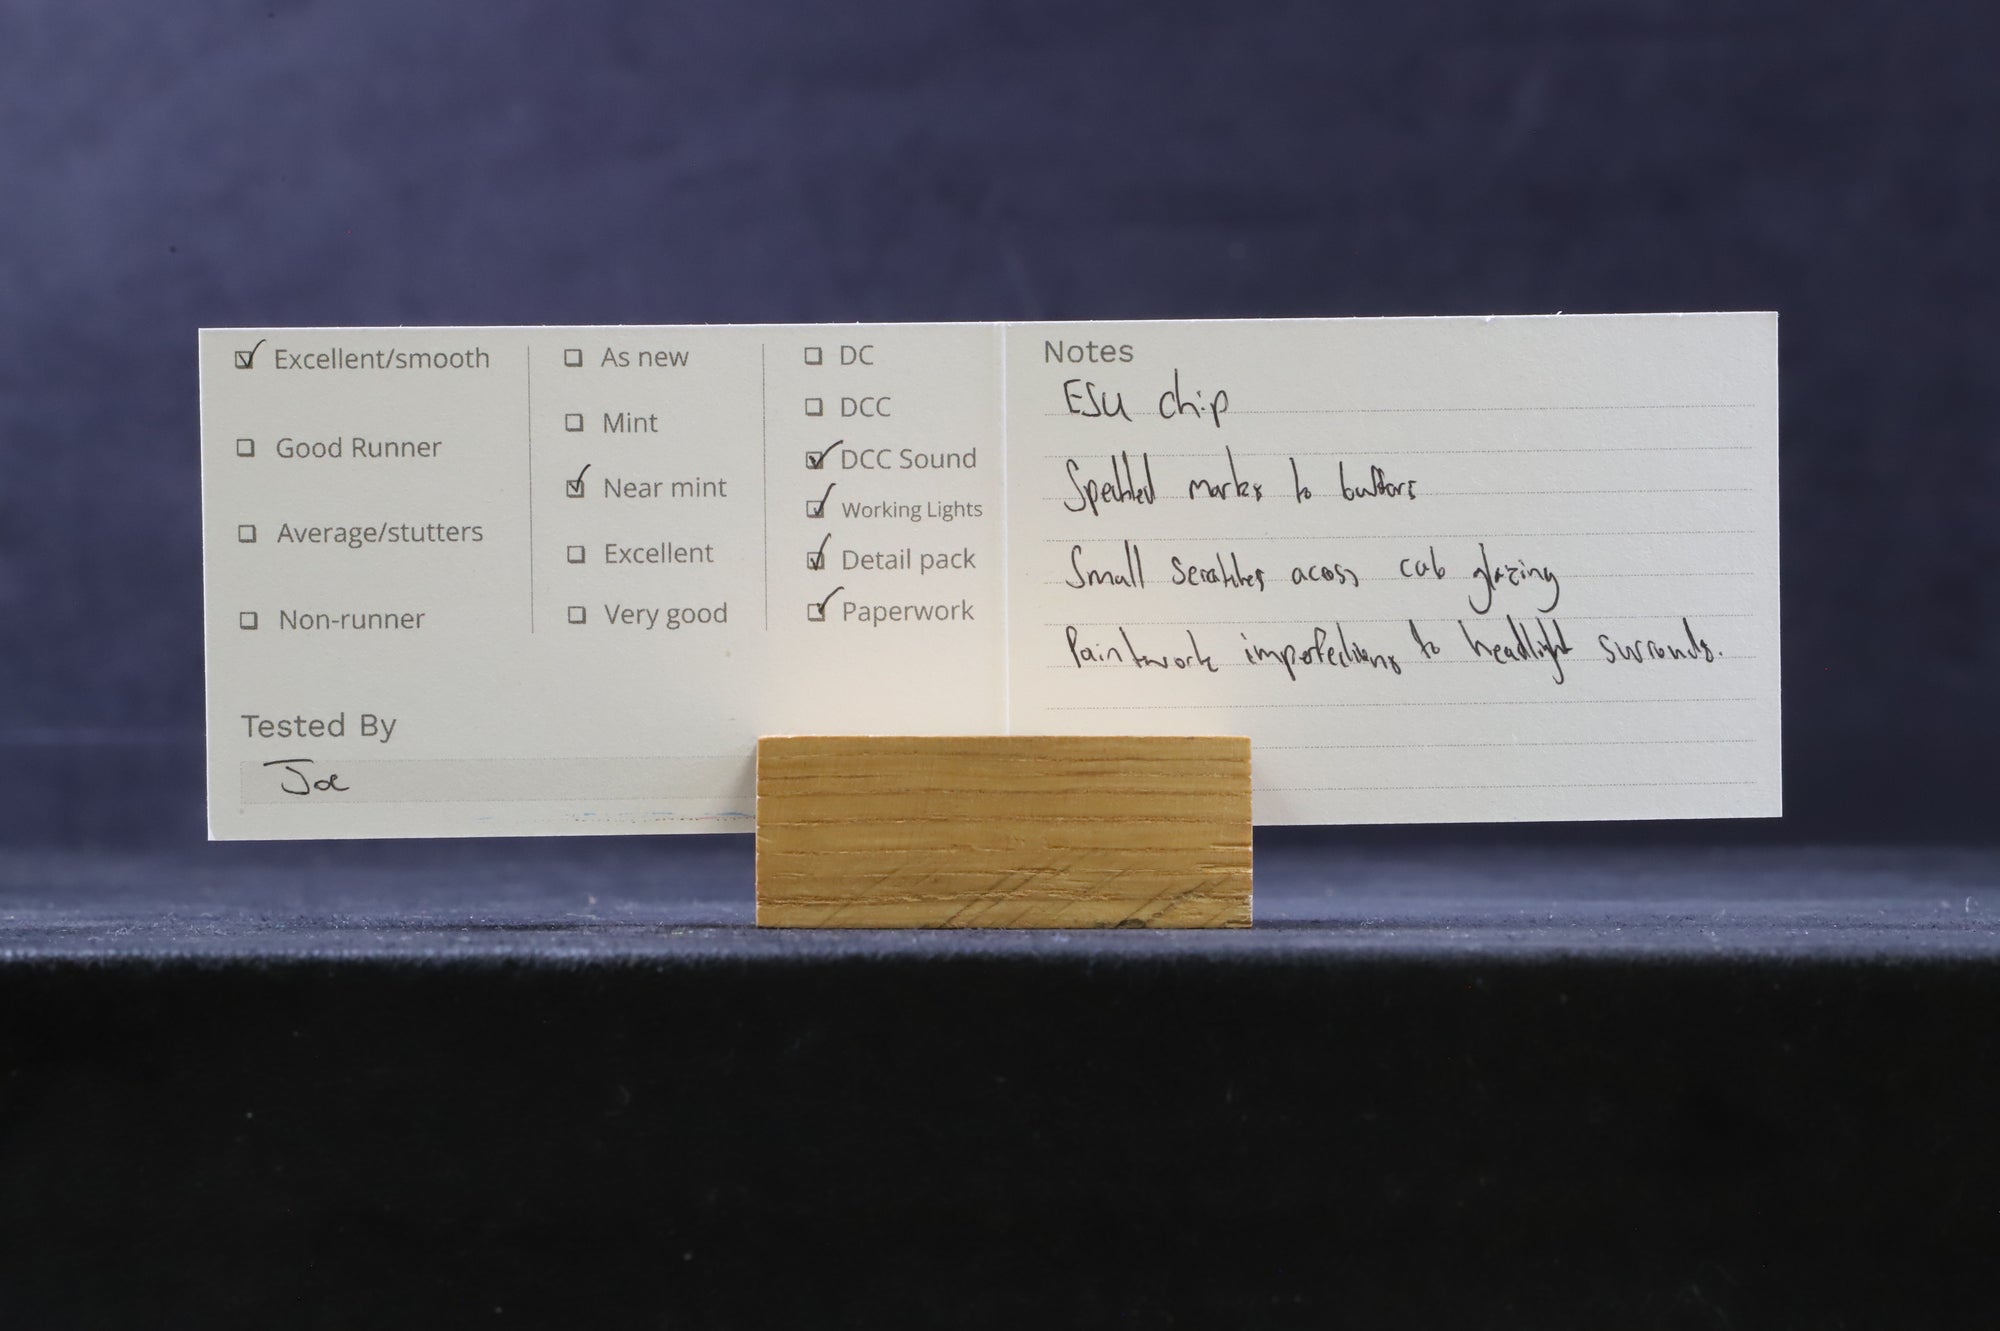 Excellent/smooth
Good Runner
Average/stutters
Non-runner
As new
Mint
Near mint
Excellent
Very good
DC
DCC
DCC Sound
Working Lights
Detail pack
Paperwork
Tested By
Joe
Notes
ESU chip
Speckled marks to buffers
Small scratches acoss cab glazing
Paintwork imperfections to headlight surrounds.